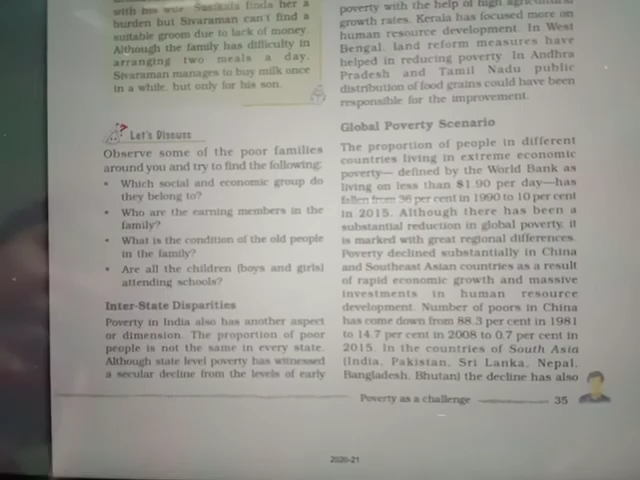 with his wife. Susikala finds her a
burden but Sivaraman can't find a
suitable groom due to lack of money.
Although the family has difficulty in
arranging two meals a day,
Sivaraman manages to buy milk once
in a while, but only for his son.
Let's Discuss
Observe some of the poor families
around you and try to find the following:
• Which social and economic group do
they belong to?
• Who are the earning members in the
family?
• What is the condition of the old people
in the family?
• Are all the children (boys and girls)
attending schools?
Inter-State Disparities
Poverty in India also has another aspect
or dimension. The proportion of poor
people is not the same in every state.
Although state level poverty has witnessed
a secular decline from the levels of early
poverty with the help of high agricultural
growth rates. Kerala has focused more on
human resource development. In West
Bengal, land reform measures have
helped in reducing poverty. In Andhra
Pradesh and Tamil Nadu public
distribution of food grains could have been
responsible for the improvement.
Global Poverty Scenario
The proportion of people in different
countries living in extreme economic
poverty— defined by the World Bank as
living on less than $1.90 per day—has
fallen from 36 per cent in 1990 to 10 per cent
in 2015. Although there has been a
substantial reduction in global poverty, it
is marked with great regional differences.
Poverty declined substantially in China
and Southeast Asian countries as a result
of rapid economic growth and massive
investments in human resource
development. Number of poors in China
has come down from 88.3 per cent in 1981
to 14.7 per cent in 2008 to 0.7 per cent in
2015. In the countries of South Asia
(India, Pakistan, Sri Lanka, Nepal,
Bangladesh, Bhutan) the decline has also
Poverty as a challenge 35
2020-21